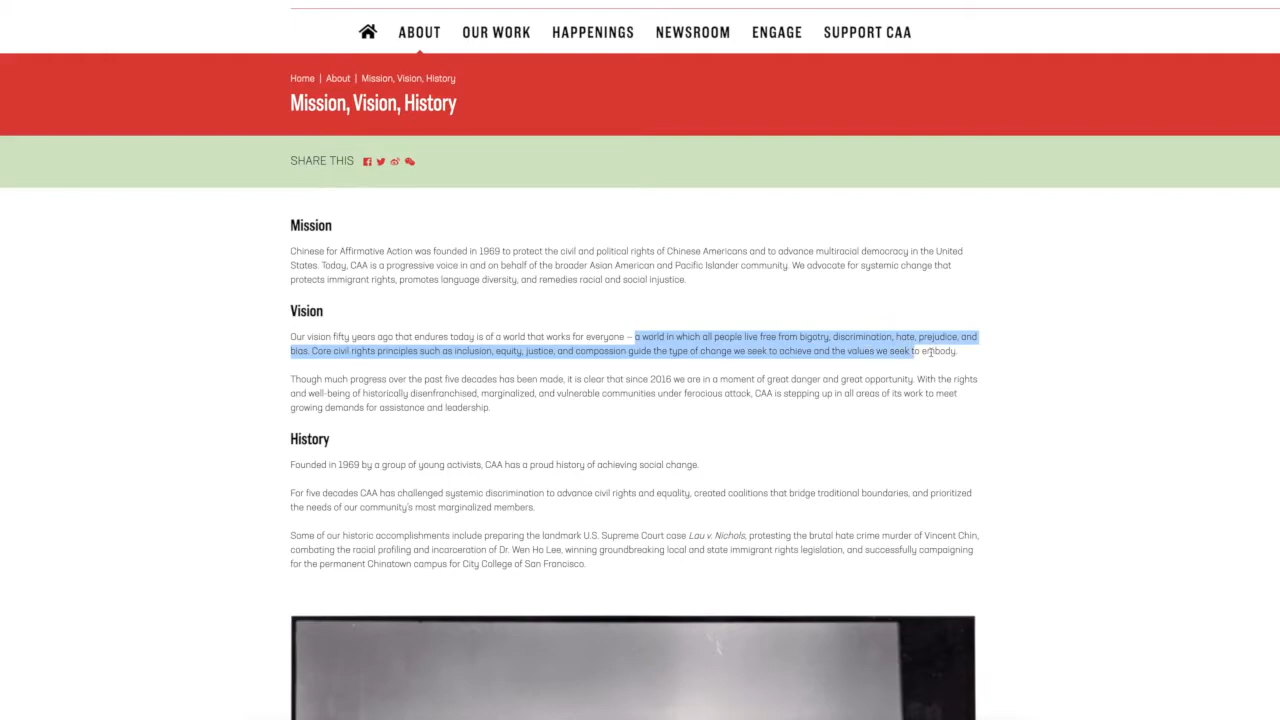 ABOUT OUR WORK HAPPENINGS NEWSROOM ENGAGE SUPPORT CAA
Home | About | Mission, Vision, History
Mission, Vision, History
SHARE THIS
Mission
Chinese for Affirmative Action was founded in 1969 to protect the civil and political rights of Chinese Americans and to advance multiracial democracy in the United
States. Today, CAA is a progressive voice in and on behalf of the broader Asian American and Pacific Islander community. We advocate for systemic change that
protects immigrant rights, promotes language diversity, and remedies racial and social injustice.
Vision
Our vision fifty years ago that endures today is of a world that works for everyone – a world in which all people live free from bigotry, discrimination, hate, prejudice, and
bias. Core civil rights principles such as inclusion, equity, justice, and compassion guide the type of change we seek to achieve and the values we seek to embody.
Though much progress over the past five decades has been made, it is clear that since 2016 we are in a moment of great danger and great opportunity. With the rights
and well-being of historically disenfranchised, marginalized, and vulnerable communities under ferocious attack, CAA is stepping up in all areas of its work to meet
growing demands for assistance and leadership.
History
Founded in 1969 by a group of young activists, CAA has a proud history of achieving social change.
For five decades CAA has challenged systemic discrimination to advance civil rights and equality, created coalitions that bridge traditional boundaries, and prioritized
the needs of our community's most marginalized members.
Some of our historic accomplishments include preparing the landmark U.S. Supreme Court case Lau v. Nichols, protesting the brutal hate crime murder of Vincent Chin,
combating the racial profiling and incarceration of Dr. Wen Ho Lee, winning groundbreaking local and state immigrant rights legislation, and successfully campaigning
for the permanent Chinatown campus for City College of San Francisco.